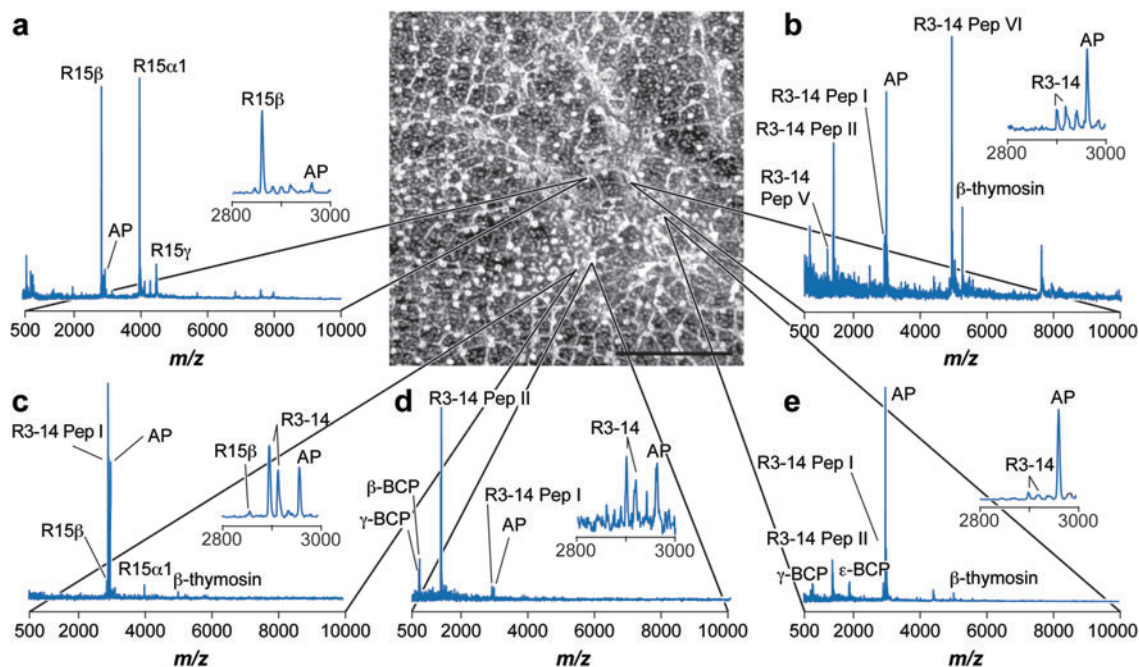 a
R15β
R15α1
R15β
AP
2800
3000
AP
R15γ
500
2000
4000
6000
8000
10000
m/z
b
R3-14 Pep VI
AP
AP
R3-14
R3-14 Pep I
R3-14 Pep II
2800
3000
R3-14
Pep V
β-thymosin
500
2000
4000
6000
8000
10000
m/z
c
R3-14
R3-14 Pep I
AP
R15β
AP
2800
3000
R15β
R15α1
β-thymosin
500
2000
4000
6000
8000
10000
m/z
d
R3-14 Pep II
R3-14
AP
β-BCP
R3-14 Pep I
γ-BCP
AP
2800
3000
500
2000
4000
6000
8000
10000
m/z
e
AP
AP
R3-14 Pep I
R3-14
2800
3000
R3-14 Pep II
γ-BCP
ε-BCP
β-thymosin
500
2000
4000
6000
8000
10000
m/z